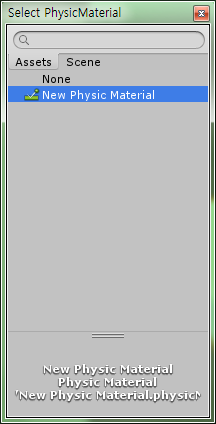 Select PhysicMaterial
Assets Scene
None
New Physic Material
New Physic Material
Physic Material
New Physic Material.physicM